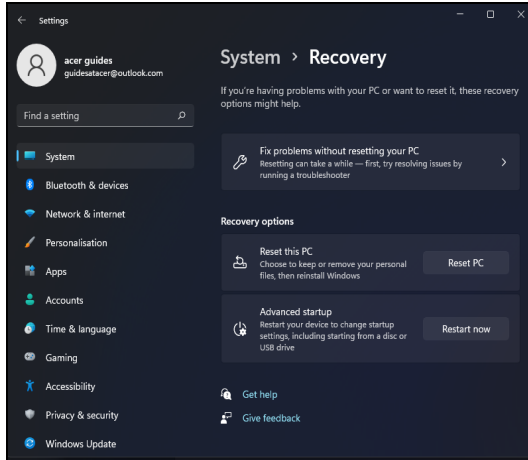 Settings
acer guides
guidesatacer@outlook.com
Find a setting
System
Bluetooth & devices
Network & internet
Personalisation
Apps
Accounts
Time & language
Gaming
Accessibility
Privacy & security
Windows Update
System > Recovery
If you're having problems with your PC or want to reset it, these recovery
options might help.
Fix problems without resetting your PC
Resetting can take a while — first, try resolving issues by
running a troubleshooter
Recovery options
Reset this PC
Choose to keep or remove your personal
files, then reinstall Windows
Reset PC
Advanced startup
Restart your device to change startup
settings, including starting from a disc or
USB drive
Restart now
Get help
Give feedback